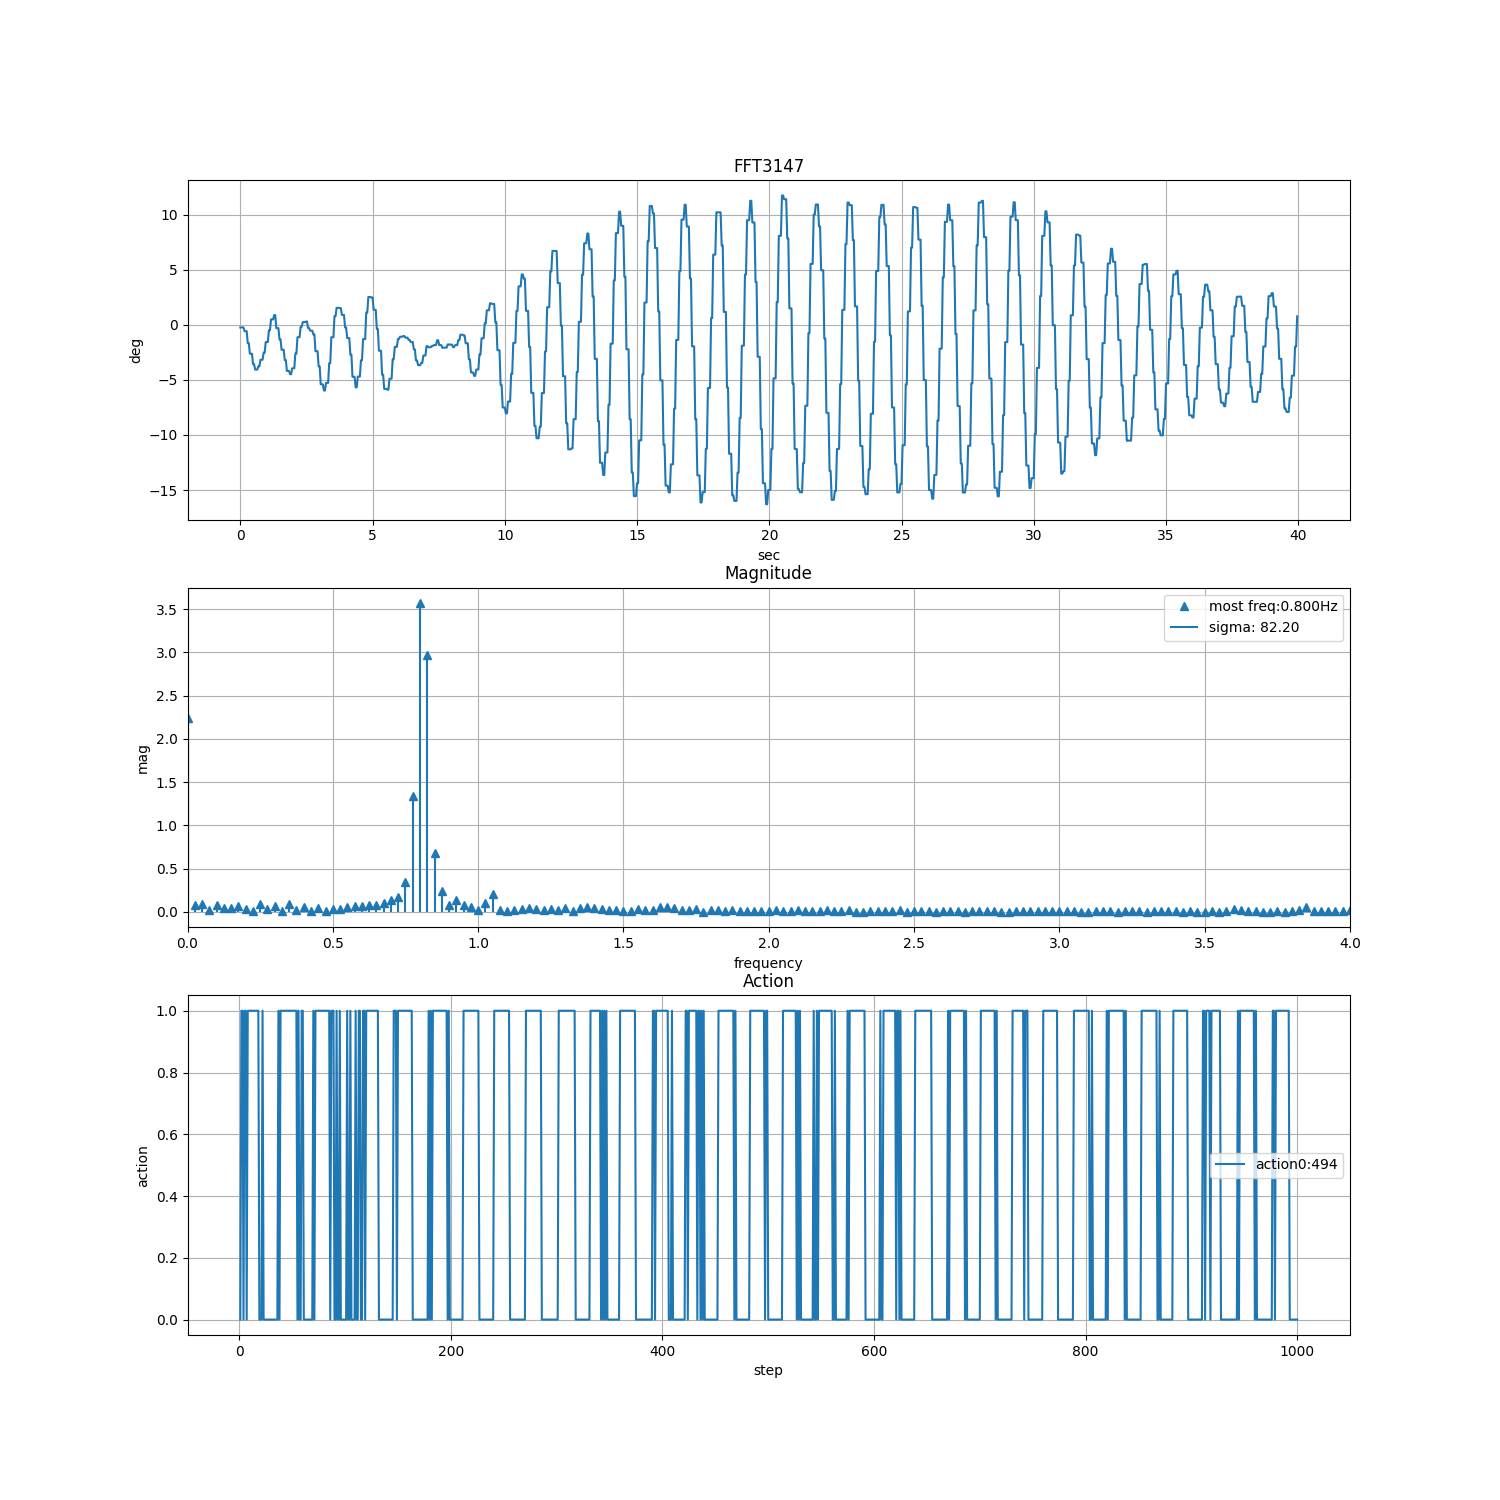 FFT3147
10
5
0
−5
−10
−15
deg
0 5 10 15 20 25 30 35 40
sec
Magnitude
3.5
3.0
2.5
2.0
1.5
1.0
0.5
0.0
mag
most freq:0.800Hz
sigma: 82.20
0.0 0.5 1.0 1.5 2.0 2.5 3.0 3.5 4.0
frequency
Action
1.0
0.8
0.6
0.4
0.2
0.0
action
action0:494
0 200 400 600 800 1000
step